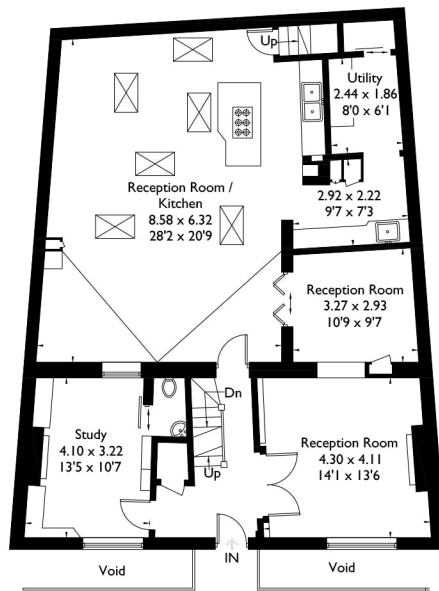 Up
Utility
2.44 x 1.86
8'0 x 6'1
Reception Room /
Kitchen
8.58 x 6.32
28'2 x 20'9
2.92 x 2.22
9'7 x 7'3
Reception Room
3.27 x 2.93
10'9 x 9'7
Dn
Study
4.10 x 3.22
13'5 x 10'7
Up
Reception Room
4.30 x 4.11
14'1 x 13'6
IN
Void
Void